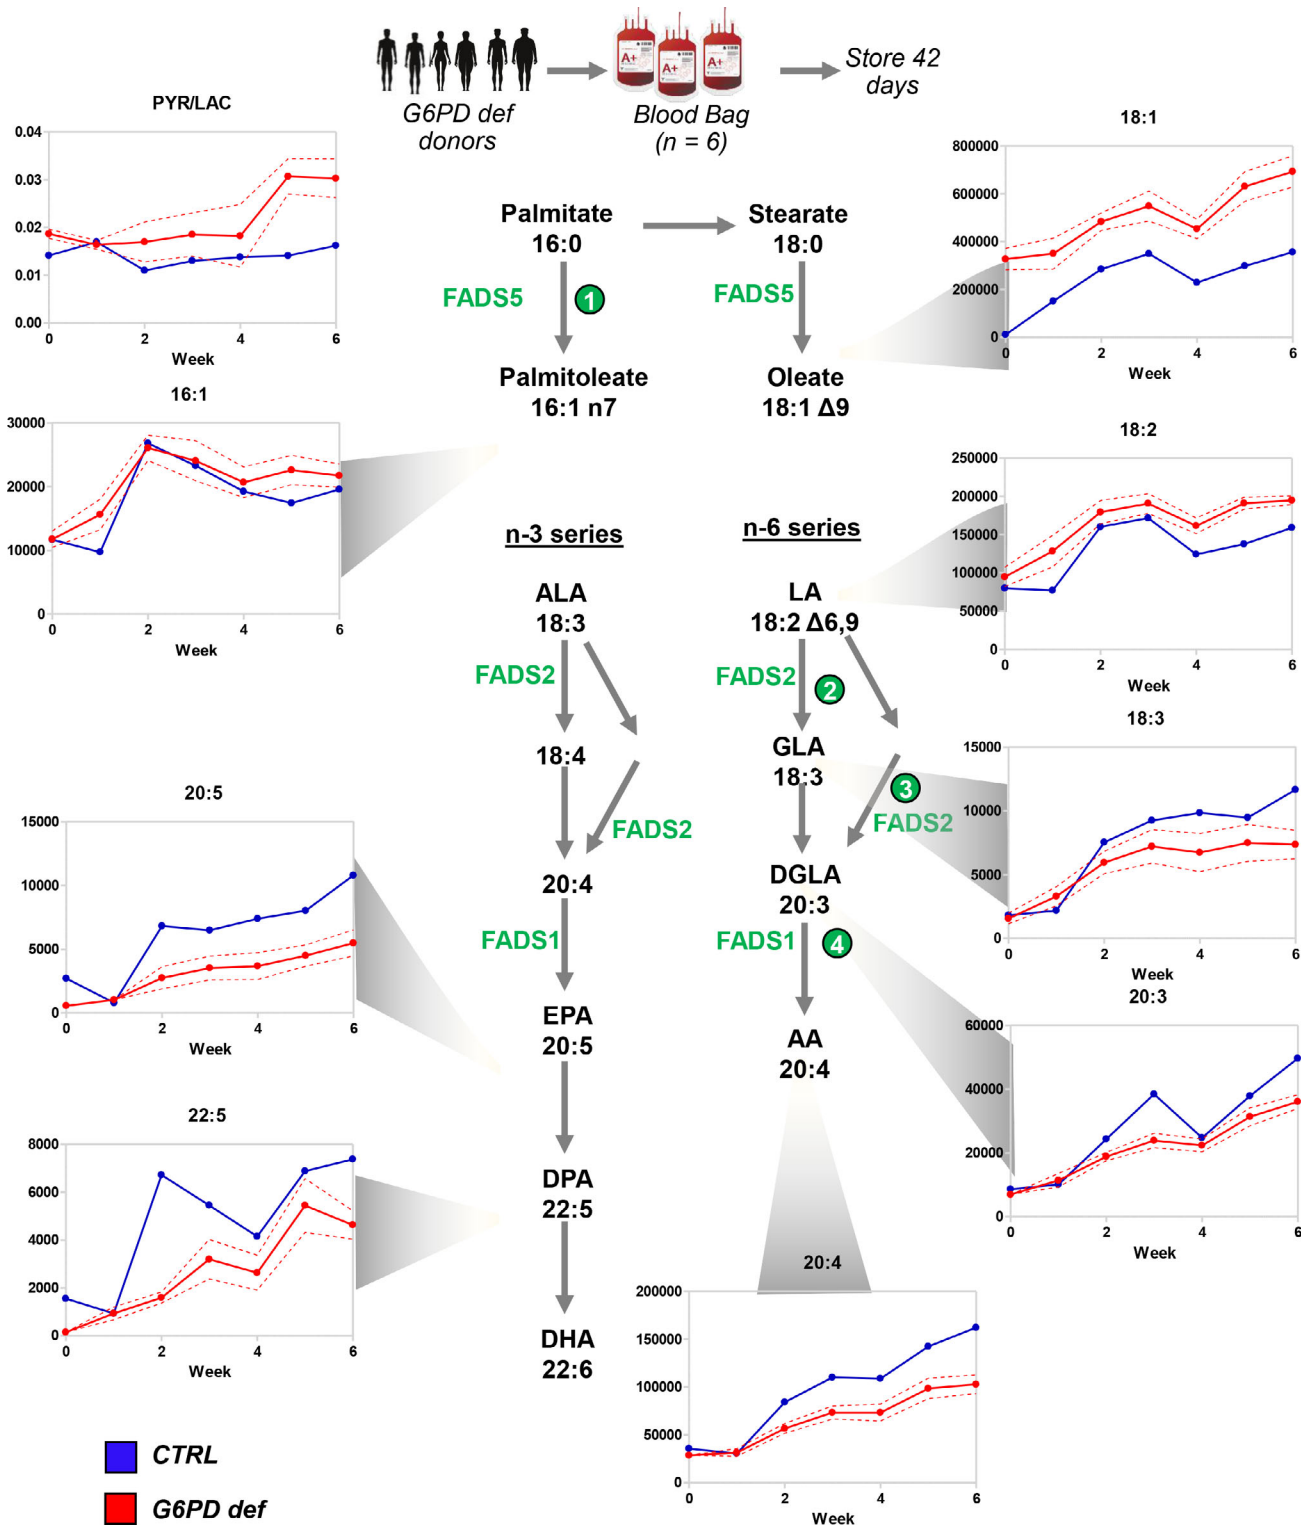 A+
A+
A+
Store 42
days
G6PD def
donors
Blood Bag
(n = 6)
PYR/LAC
0.04
0.03
0.02
0.01
0.00
0 2 4 6
Week
18:1
800000
600000
400000
200000
0
0 2 4 6
Week
Palmitate
16:0
Stearate
18:0
FADS5
1
FADS5
Palmitoleate
16:1 n7
Oleate
18:1 Δ9
16:1
30000
20000
10000
0
0 2 4 6
Week
18:2
250000
200000
150000
100000
50000
0
0 2 4 6
Week
n-3 series
n-6 series
ALA
18:3
LA
18:2 Δ6,9
FADS2
FADS2
2
18:4
GLA
18:3
3
FADS2
FADS2
18:3
15000
10000
5000
0
0 2 4 6
Week
20:5
15000
10000
5000
0
0 2 4 6
Week
20:4
DGLA
20:3
FADS1
FADS1
4
20:3
60000
40000
20000
0
0 2 4 6
Week
EPA
20:5
AA
20:4
22:5
8000
6000
4000
2000
0
0 2 4 6
Week
DPA
22:5
DHA
22:6
20:4
200000
150000
100000
50000
0
0 2 4 6
Week
CTRL
G6PD def